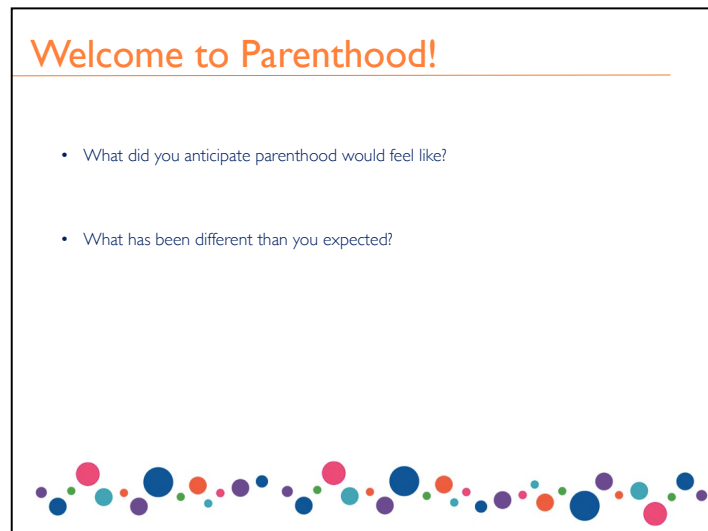 Welcome to Parenthood!
• What did you anticipate parenthood would feel like?
• What has been different than you expected?